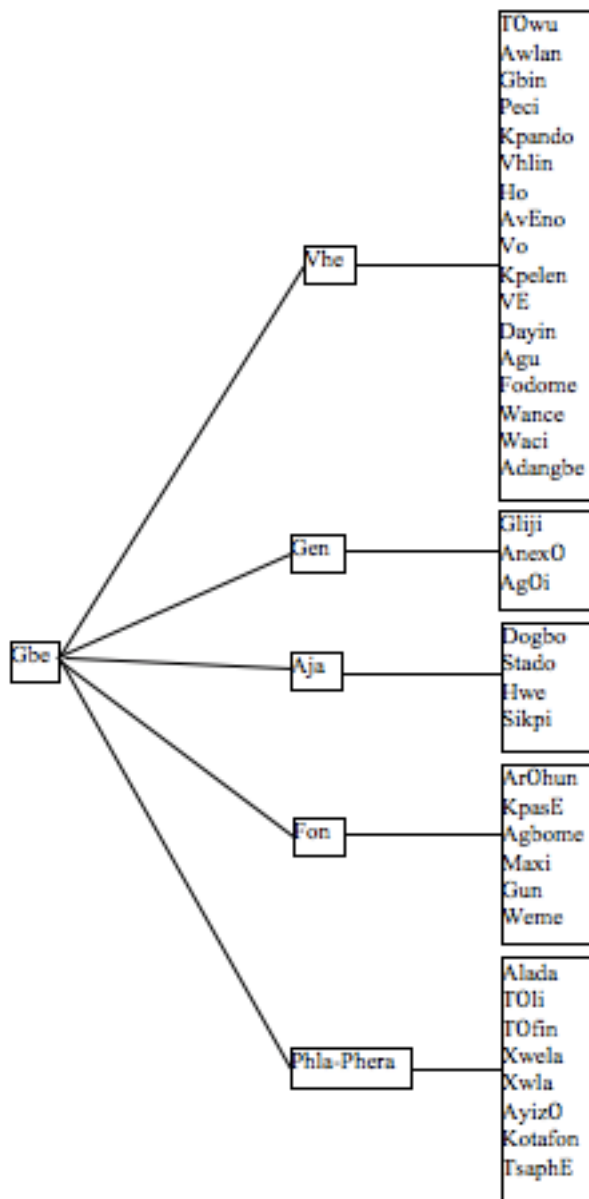 Gbe
Vhe
TOwu
Awlan
Gbin
Peci
Kpando
Vhlin
Ho
AvEno
Vo
Kpelen
VE
Dayin
Agu
Fodome
Wance
Waci
Adangbe
Gen
Gliji
AnexO
AgOi
Aja
Dogbo
Stado
Hwe
Sikpi
Fon
ArOhun
KpasE
Agbome
Maxi
Gun
Weme
Phla-Phera
Alada
TOli
TOfin
Xwela
Xwla
AyizO
Kotafon
TsaphE